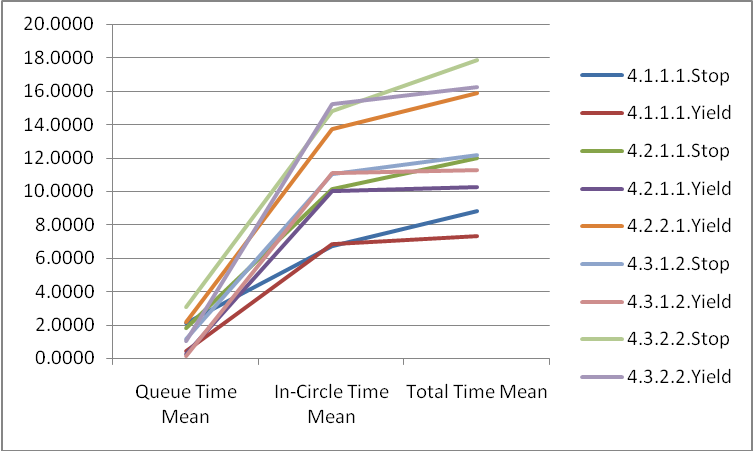 20.0000
18.0000
16.0000
14.0000
12.0000
10.0000
8.0000
6.0000
4.0000
2.0000
0.0000
Queue Time
Mean
In-Circle Time
Mean
Total Time Mean
4.1.1.1.Stop
4.1.1.1.Yield
4.2.1.1.Stop
4.2.1.1.Yield
4.2.2.1.Yield
4.3.1.2.Stop
4.3.1.2.Yield
4.3.2.2.Stop
4.3.2.2.Yield